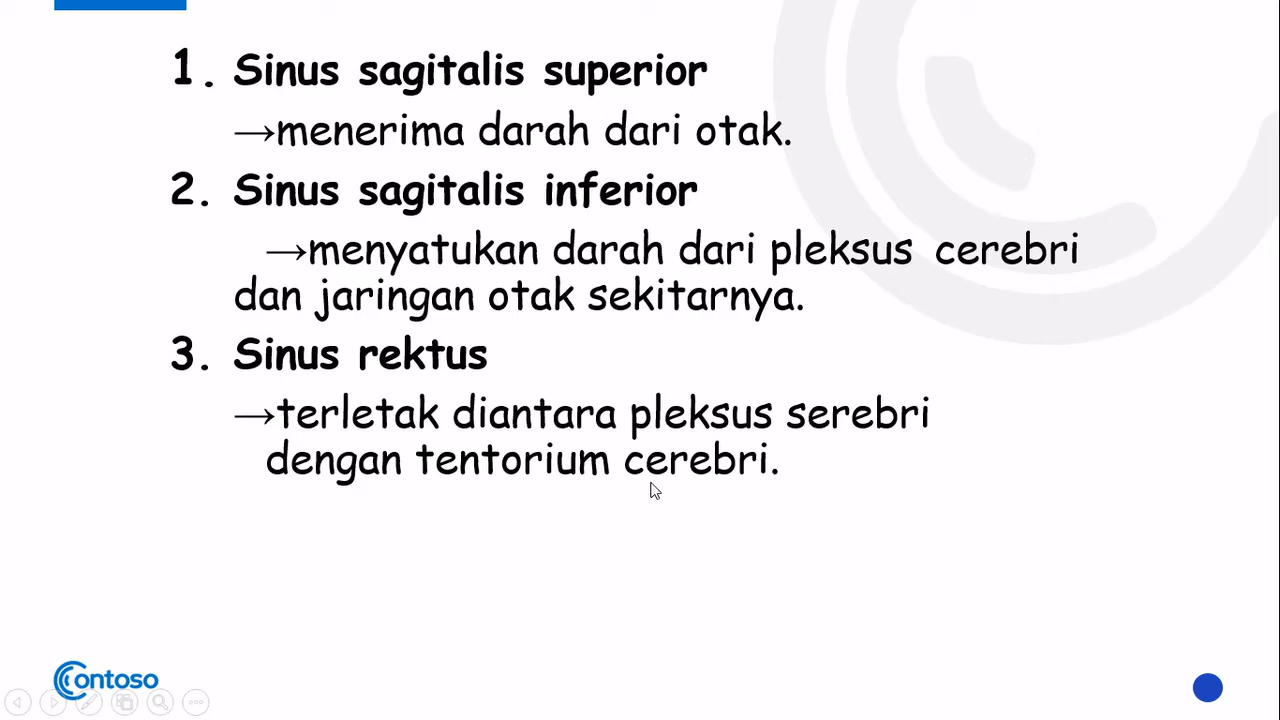 1. Sinus sagitalis superior
→menerima darah dari otak.
2. Sinus sagitalis inferior
→menyatukan darah dari pleksus cerebri
dan jaringan otak sekitarnya.
3. Sinus rektus
→terletak diantara pleksus serebri
dengan tentorium cerebri.
Contoso